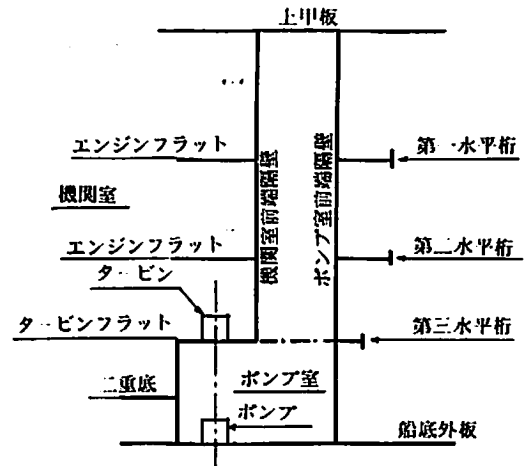 上甲板
エンジンフラット
第一水平桁
機関室
機関室前端隔壁
ポンプ室前端隔壁
エンジンフラット
第二水平桁
タービン
タービンフラット
第三水平桁
二重底
ポンプ室
ポンプ
船底外板